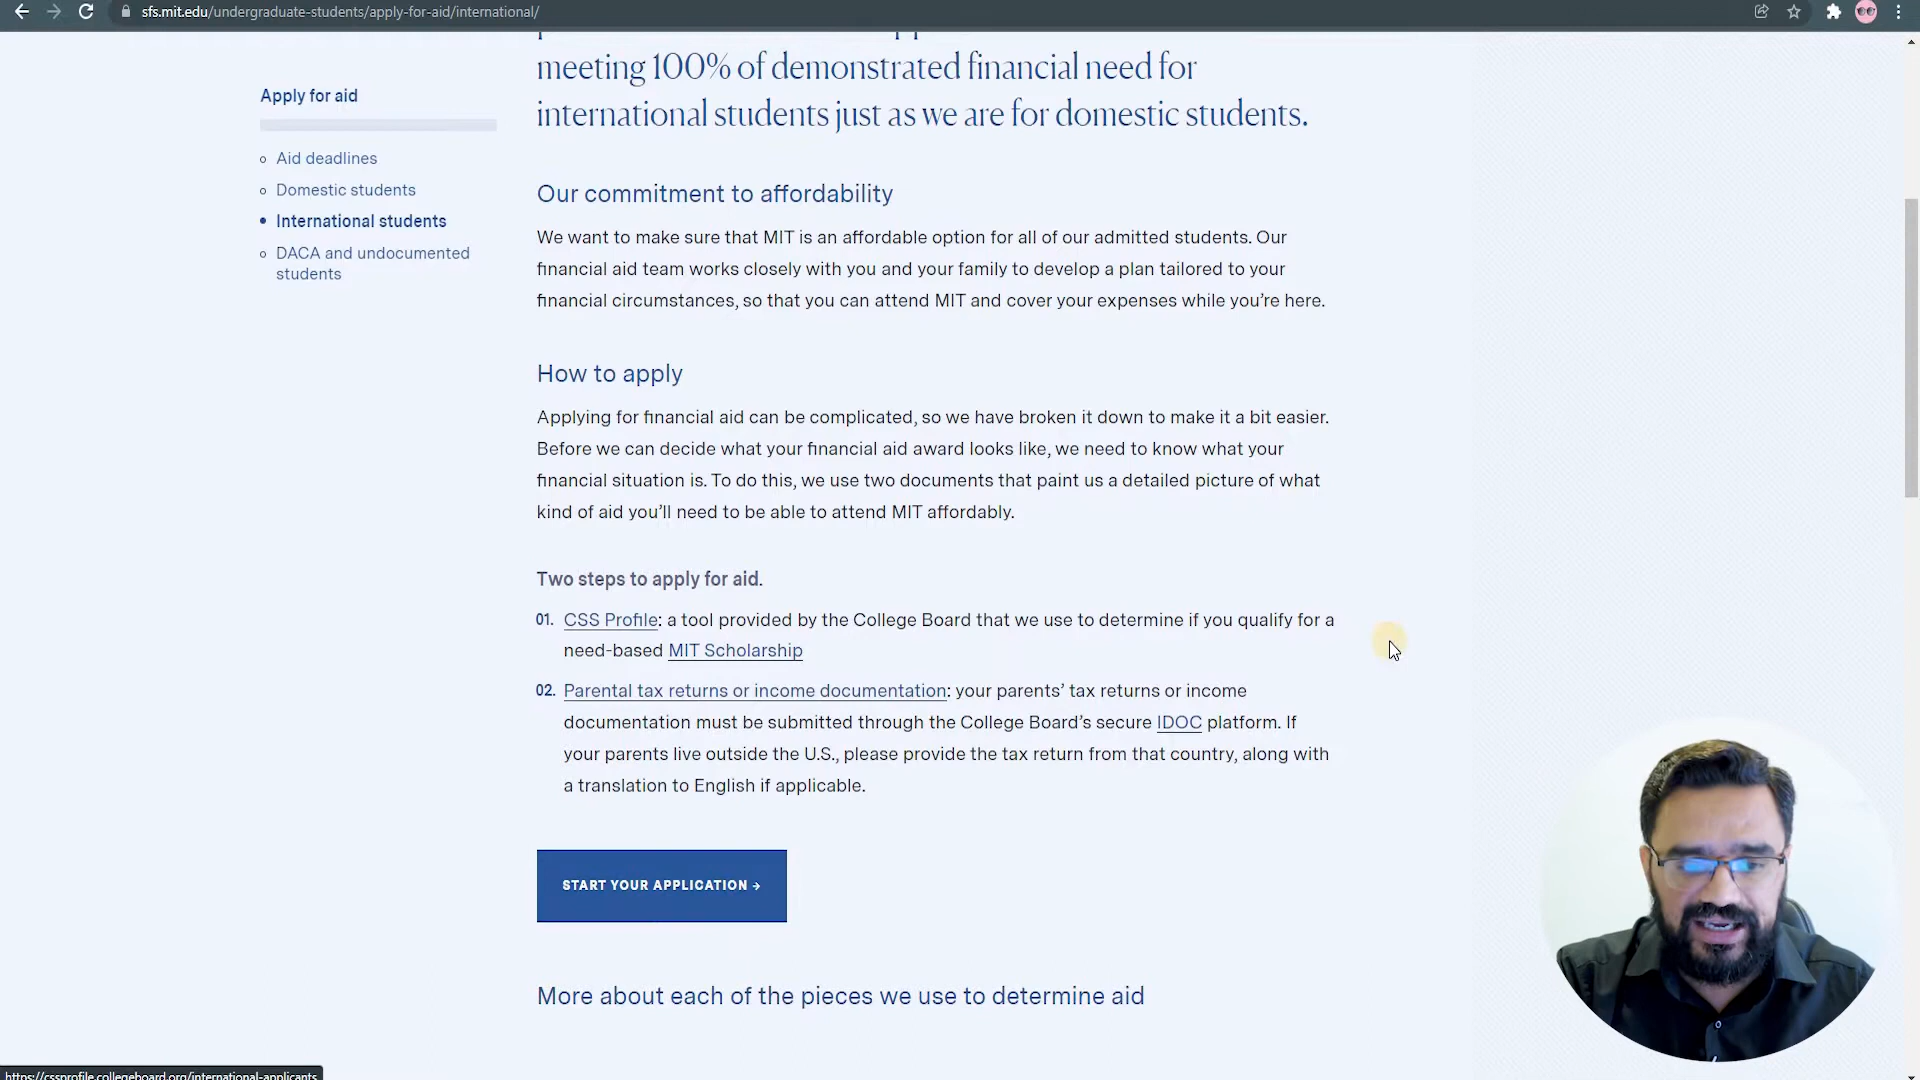 sfs.mit.edu/undergraduate-students/apply-for-aid/international/
meeting 100% of demonstrated financial need for
international students just as we are for domestic students.
Apply for aid
Aid deadlines
Domestic students
International students
DACA and undocumented
students
Our commitment to affordability
We want to make sure that MIT is an affordable option for all of our admitted students. Our
financial aid team works closely with you and your family to develop a plan tailored to your
financial circumstances, so that you can attend MIT and cover your expenses while you’re here.
How to apply
Applying for financial aid can be complicated, so we have broken it down to make it a bit easier.
Before we can decide what your financial aid award looks like, we need to know what your
financial situation is. To do this, we use two documents that paint us a detailed picture of what
kind of aid you’ll need to be able to attend MIT affordably.
Two steps to apply for aid.
01. CSS Profile: a tool provided by the College Board that we use to determine if you qualify for a
need-based MIT Scholarship
02. Parental tax returns or income documentation: your parents’ tax returns or income
documentation must be submitted through the College Board’s secure IDOC platform. If
your parents live outside the U.S., please provide the tax return from that country, along with
a translation to English if applicable.
START YOUR APPLICATION →
More about each of the pieces we use to determine aid
https://cssprofile.collegeboard.org/international-applicants